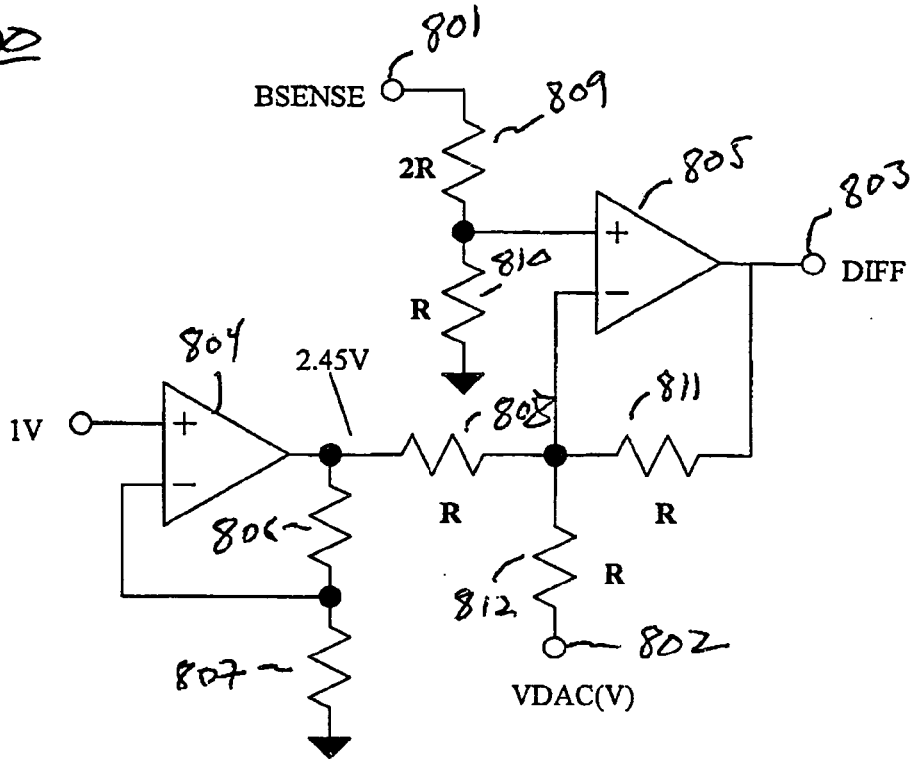 801
BSENSE
809
2R
805
803
+
DIFF
810
−
R
804
2.45V
808
811
1V
+
−
R
R
806
R
812
802
807
VDAC(V)